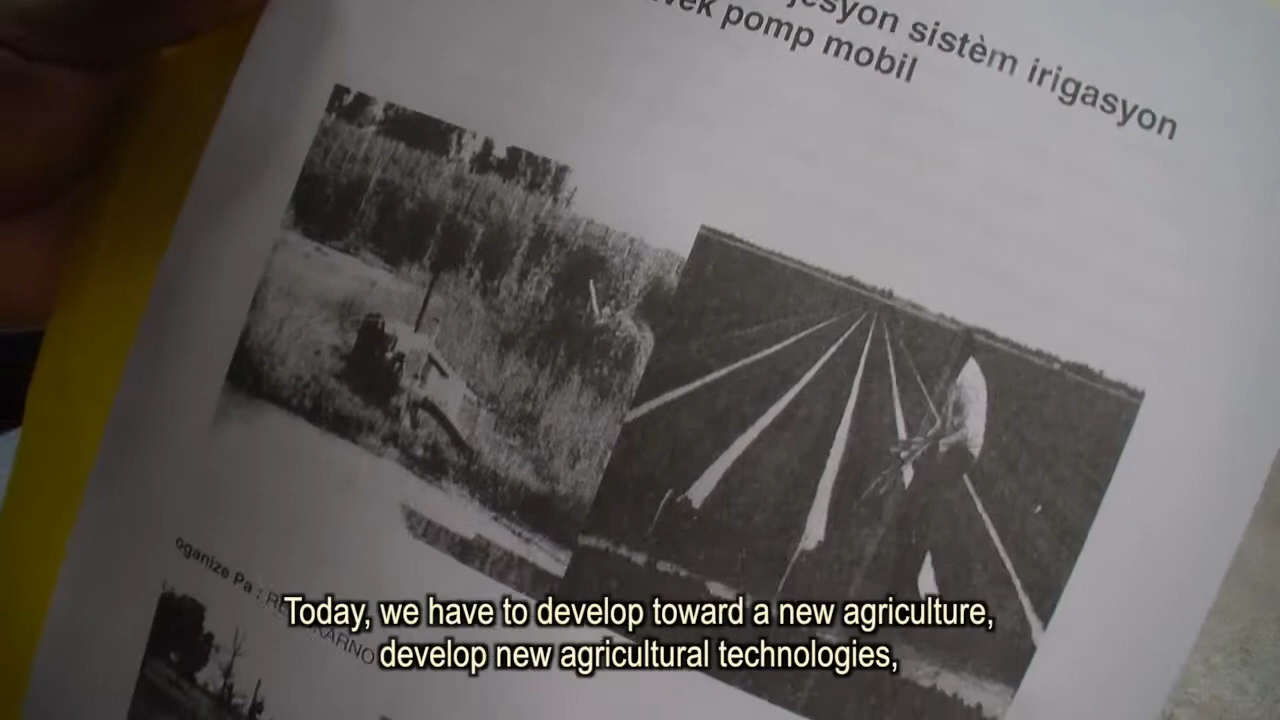 sistèm irigasyon
pomp mobil
oganize Pa :
Today, we have to develop toward a new agriculture,
develop new agricultural technologies,